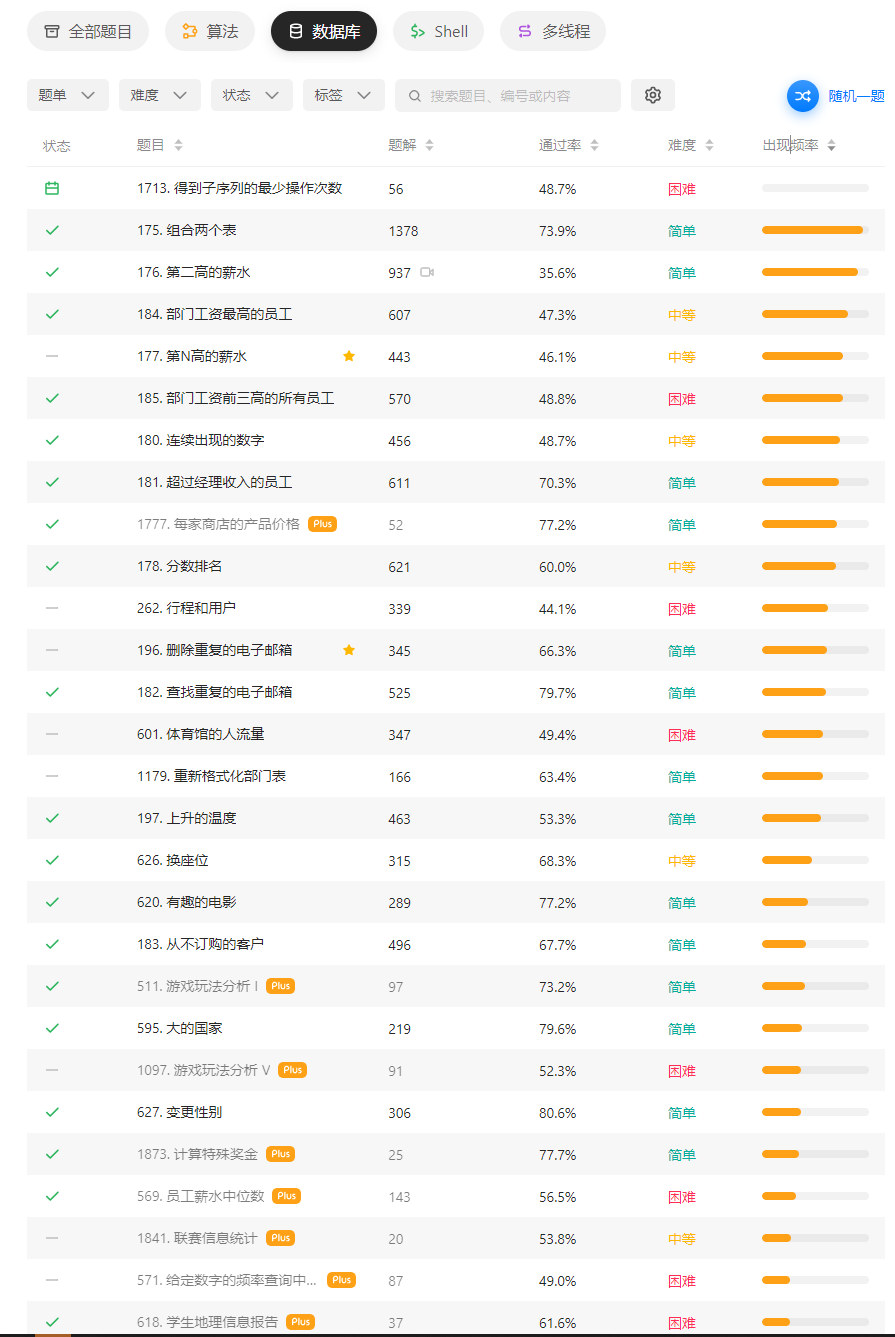 全部题目 算法 数据库 Shell 多线程
题单 难度 状态 标签 搜索题目、编号或内容 随机一题
状态 题目 题解 通过率 难度 出现频率
1713. 得到子序列的最少操作次数 56 48.7% 困难
175. 组合两个表 1378 73.9% 简单
176. 第二高的薪水 937 35.6% 简单
184. 部门工资最高的员工 607 47.3% 中等
177. 第N高的薪水 443 46.1% 中等
185. 部门工资前三高的所有员工 570 48.8% 困难
180. 连续出现的数字 456 48.7% 中等
181. 超过经理收入的员工 611 70.3% 简单
1777. 每家商店的产品价格 Plus 52 77.2% 简单
178. 分数排名 621 60.0% 中等
262. 行程和用户 339 44.1% 困难
196. 删除重复的电子邮箱 345 66.3% 简单
182. 查找重复的电子邮箱 525 79.7% 简单
601. 体育馆的人流量 347 49.4% 困难
1179. 重新格式化部门表 166 63.4% 简单
197. 上升的温度 463 53.3% 简单
626. 换座位 315 68.3% 中等
620. 有趣的电影 289 77.2% 简单
183. 从不订购的客户 496 67.7% 简单
511. 游戏玩法分析 I Plus 97 73.2% 简单
595. 大的国家 219 79.6% 简单
1097. 游戏玩法分析 V Plus 91 52.3% 困难
627. 变更性别 306 80.6% 简单
1873. 计算特殊奖金 Plus 25 77.7% 简单
569. 员工薪水中位数 Plus 143 56.5% 困难
1841. 联赛信息统计 Plus 20 53.8% 中等
571. 给定数字的频率查询中... Plus 87 49.0% 困难
618. 学生地理信息报告 Plus 37 61.6% 困难